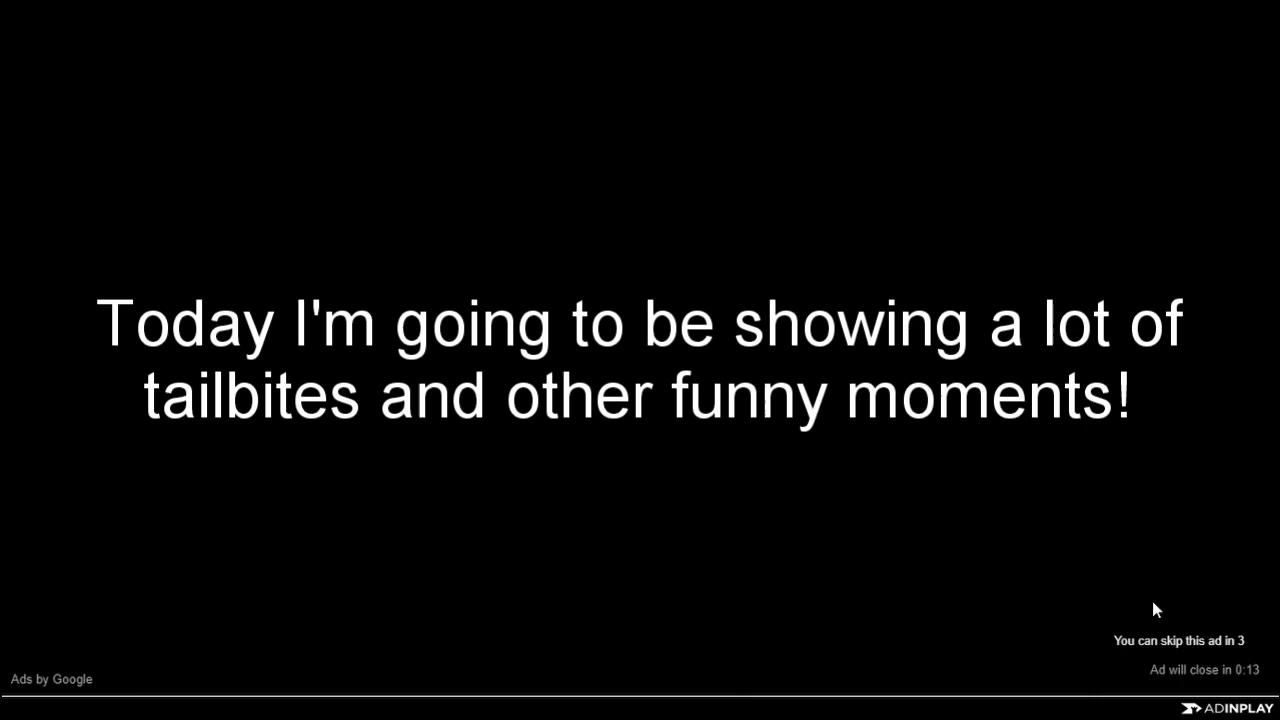 Today I'm going to be showing a lot of
tailbites and other funny moments!
You can skip this ad in 3
Ad will close in 0:13
Ads by Google
ADINPLAY